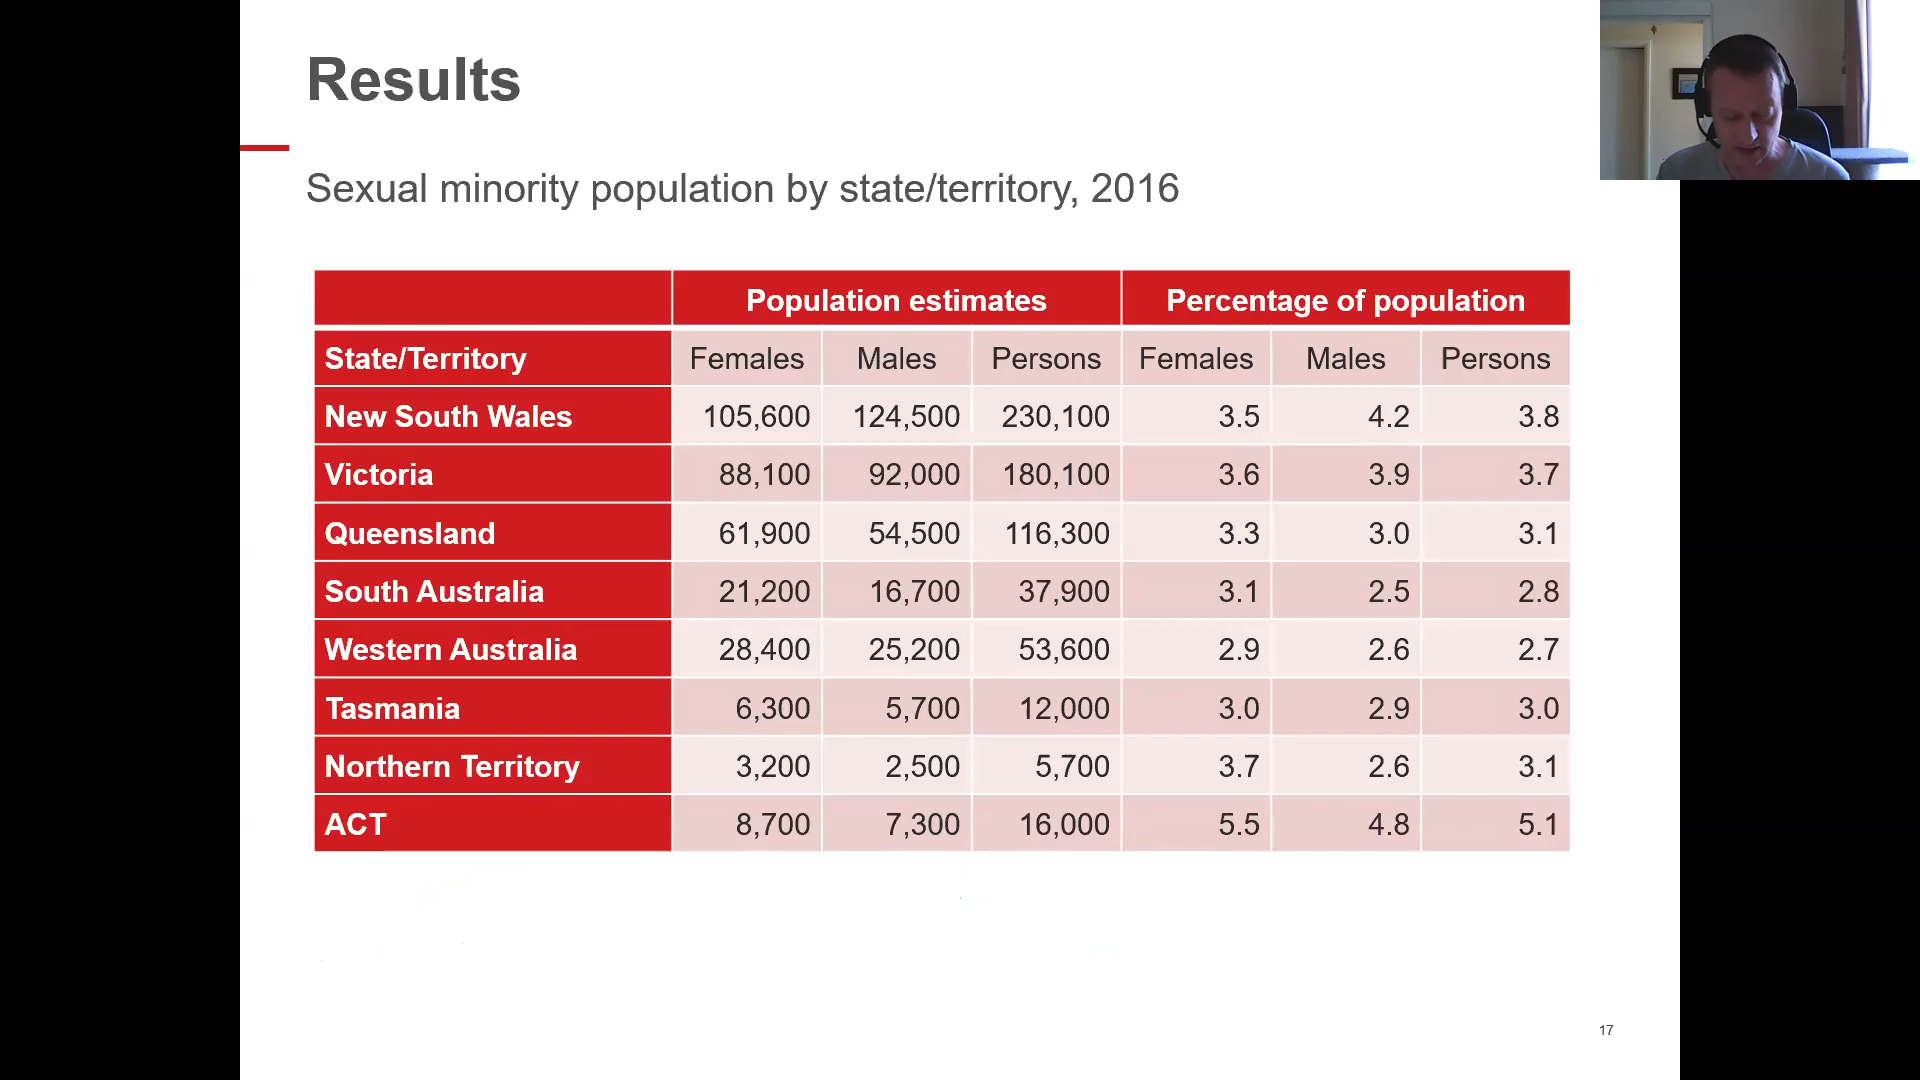 Results
Sexual minority population by state/territory, 2016
Population estimates Percentage of population
State/Territory Females Males Persons Females Males Persons
New South Wales 105,600 124,500 230,100 3.5 4.2 3.8
Victoria 88,100 92,000 180,100 3.6 3.9 3.7
Queensland 61,900 54,500 116,300 3.3 3.0 3.1
South Australia 21,200 16,700 37,900 3.1 2.5 2.8
Western Australia 28,400 25,200 53,600 2.9 2.6 2.7
Tasmania 6,300 5,700 12,000 3.0 2.9 3.0
Northern Territory 3,200 2,500 5,700 3.7 2.6 3.1
ACT 8,700 7,300 16,000 5.5 4.8 5.1
17